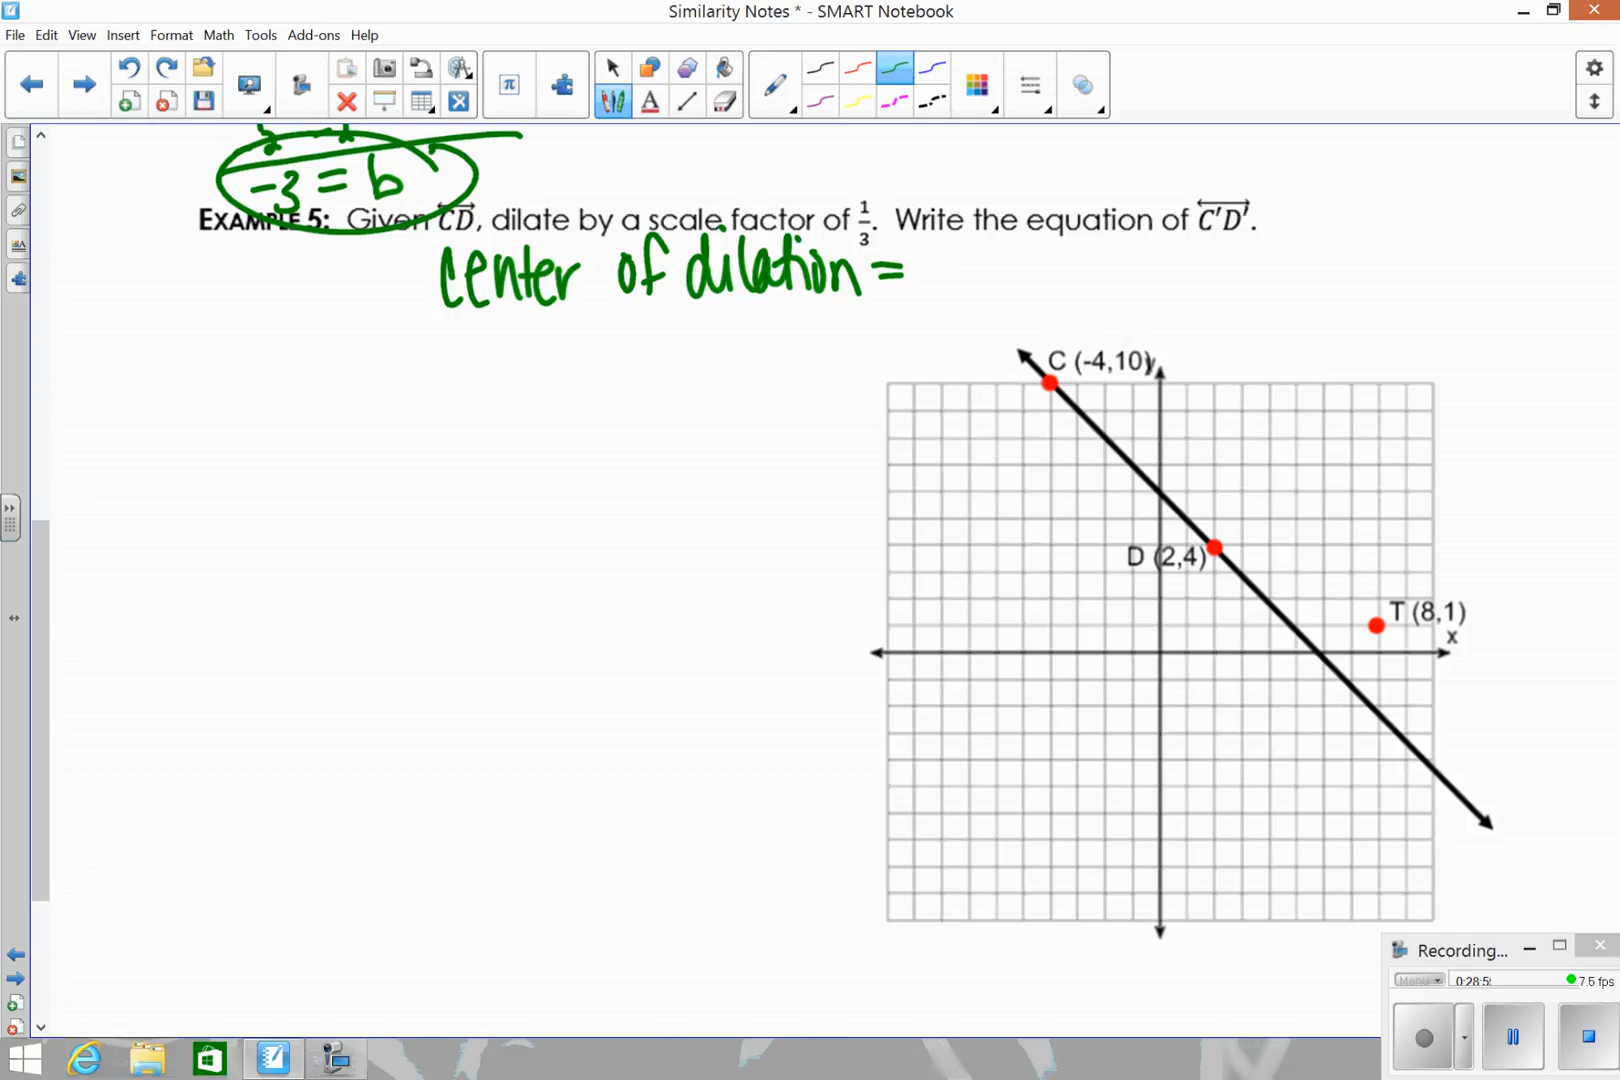 Similarity Notes * - SMART Notebook
File Edit View Insert Format Math Tools Add-ons Help
π
A
-3 = b
EXAMPLE 5: Given CD, dilate by a scale factor of 1/3. Write the equation of C'D'.
center of dilation =
C (-4,10)
y
D (2,4)
T (8,1)
x
Recording...
Menu
0:28:5
7.5 fps